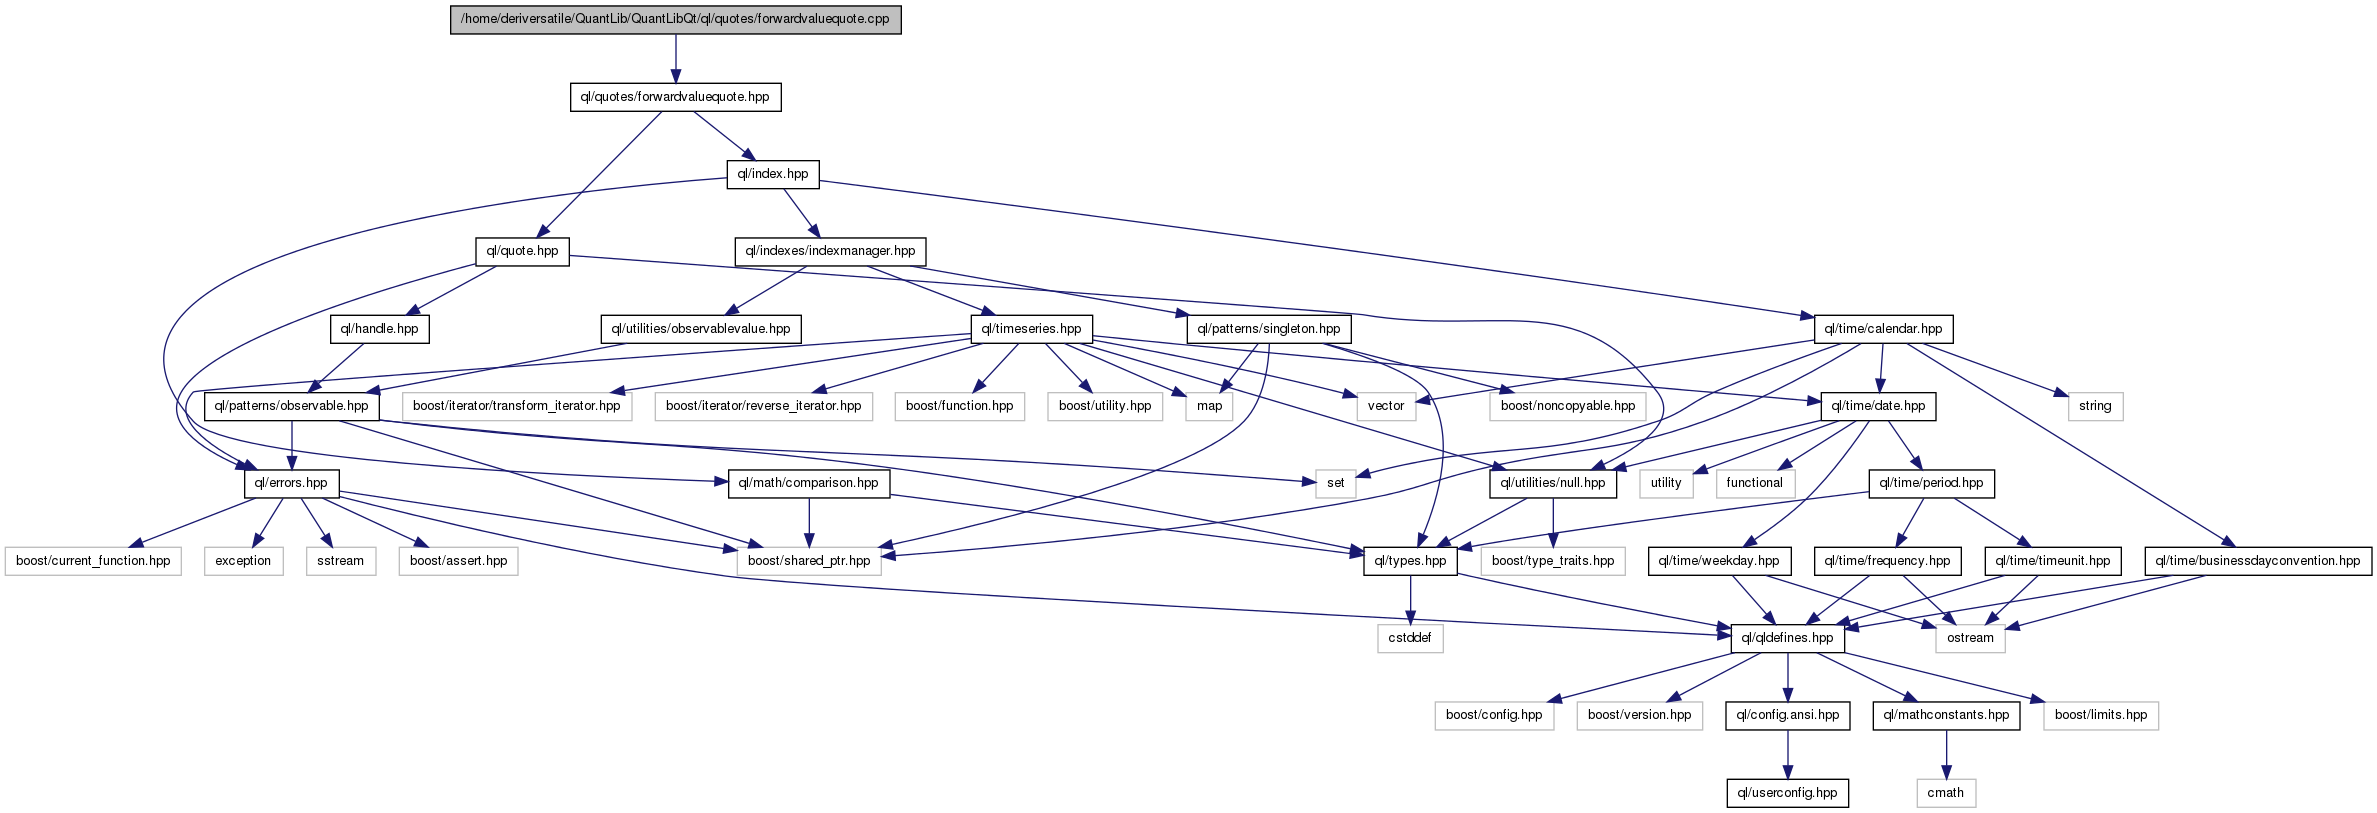 /home/deriversatile/QuantLib/QuantLibQt/ql/quotes/forwardvaluequote.cpp
ql/quotes/forwardvaluequote.hpp
ql/index.hpp
ql/quote.hpp
ql/indexes/indexmanager.hpp
ql/handle.hpp
ql/utilities/observablevalue.hpp
ql/timeseries.hpp
ql/patterns/singleton.hpp
ql/time/calendar.hpp
ql/patterns/observable.hpp
boost/iterator/transform_iterator.hpp
boost/iterator/reverse_iterator.hpp
boost/function.hpp
boost/utility.hpp
map
vector
boost/noncopyable.hpp
ql/time/date.hpp
string
ql/errors.hpp
ql/math/comparison.hpp
set
ql/utilities/null.hpp
utility
functional
ql/time/period.hpp
boost/current_function.hpp
exception
sstream
boost/assert.hpp
boost/shared_ptr.hpp
ql/types.hpp
boost/type_traits.hpp
ql/time/weekday.hpp
ql/time/frequency.hpp
ql/time/timeunit.hpp
ql/time/businessdayconvention.hpp
cstddef
ql/qldefines.hpp
ostream
boost/config.hpp
boost/version.hpp
ql/config.ansi.hpp
ql/mathconstants.hpp
boost/limits.hpp
ql/userconfig.hpp
cmath